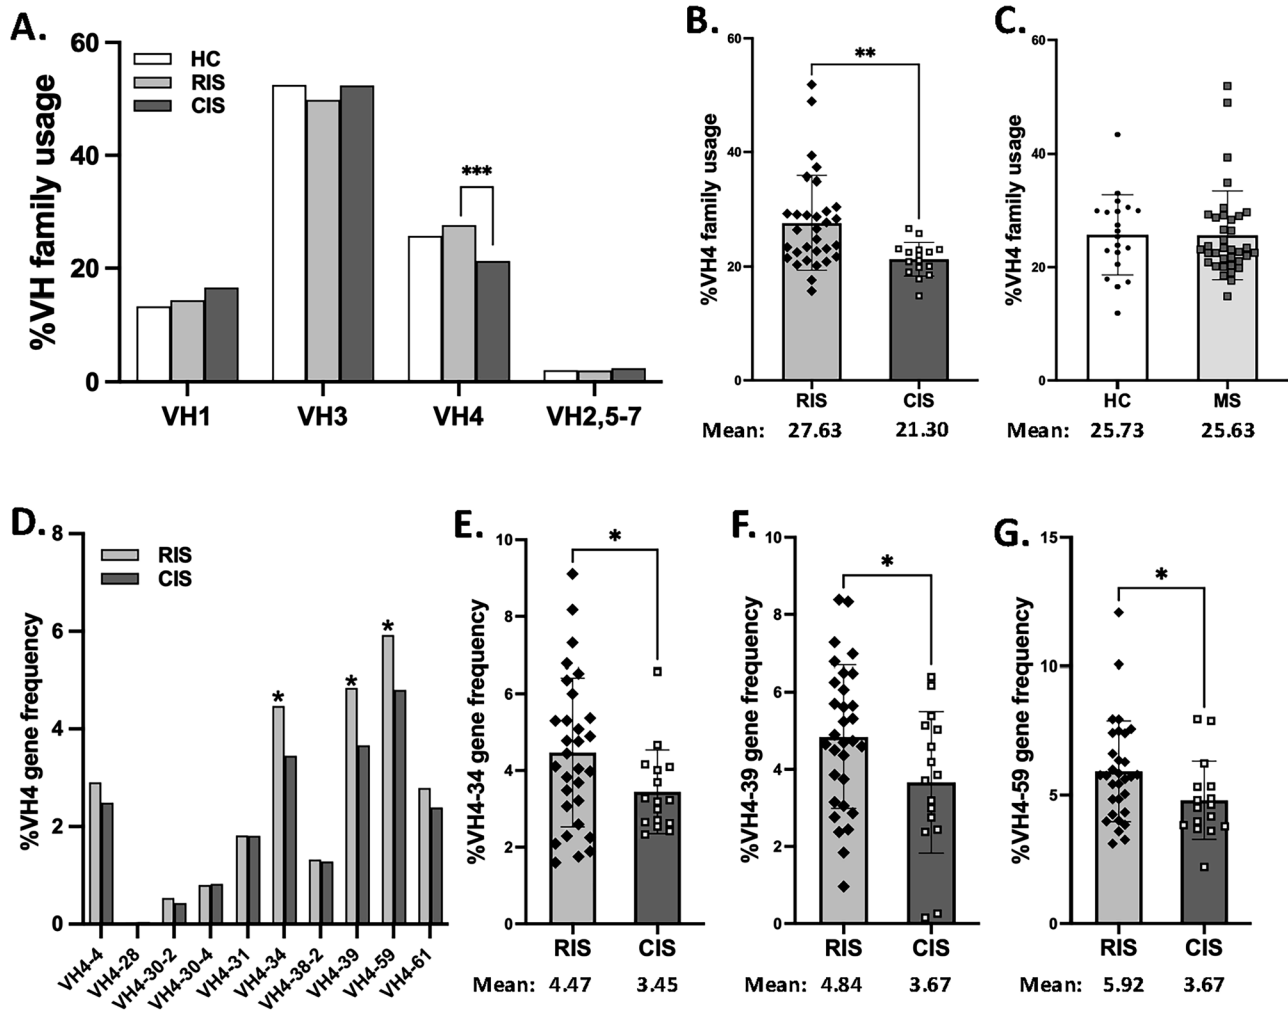 A.
60
40
20
0
%VH family usage
HC
RIS
CIS
***
VH1 VH3 VH4 VH2,5-7
B.
60
40
20
0
%VH4 family usage
**
RIS CIS
Mean: 27.63 21.30
C.
60
40
20
0
%VH4 family usage
HC MS
Mean: 25.73 25.63
D.
8
6
4
2
0
%VH4 gene frequency
RIS
CIS
* * *
VH4-4 VH4-28 VH4-30-2 VH4-30-4 VH4-31 VH4-34 VH4-38-2 VH4-39 VH4-59 VH4-61
E.
10
8
6
4
2
0
%VH4-34 gene frequency
*
RIS CIS
Mean: 4.47 3.45
F.
10
8
6
4
2
0
%VH4-39 gene frequency
*
RIS CIS
Mean: 4.84 3.67
G.
15
10
5
0
%VH4-59 gene frequency
*
RIS CIS
Mean: 5.92 3.67